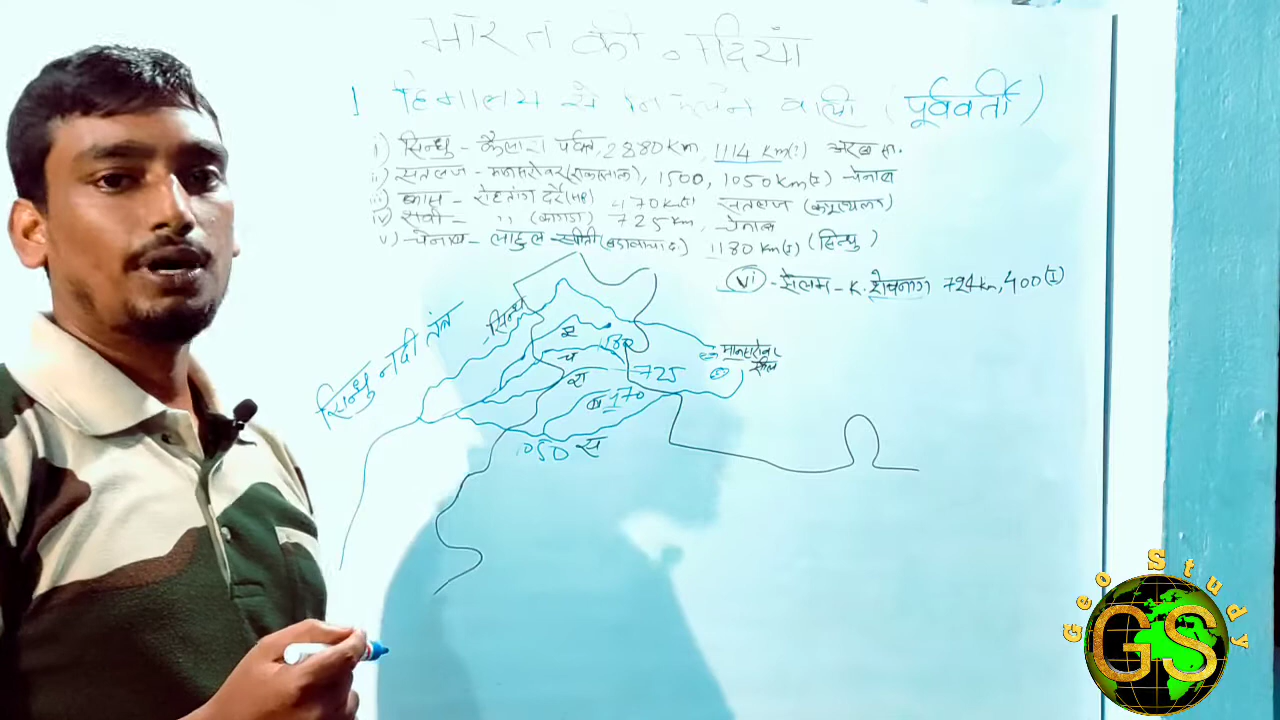 भारत की नदियां
1 हिमालय से निकलने वाली (पूर्ववर्ती)
i) सिन्धु - कैलाश पर्वत, 2880 km, 1114 km(I) अरब सा.
ii) सतलज - मानसरोवर (राकसताल), 1500, 1050 km(I) - चेनाब
iii) ब्यास - रोहतांग दर्रे (HP) 470 km(I) सतलज (कपूरथला)
iv) रावी - " (कांगडा) 725 km, चेनाब
v) चेनाब - लाहुल-स्पीती 1180 km(I) (सिन्धु)
vi - झेलम - K. शेषनाग 724 km, 400 (I)
सिन्धु नदी तंत्र
सिन्धु
झ
च
1180
रा
725
ब्या 470
1050 स
मानसरोवर झील
Geo Study
GS